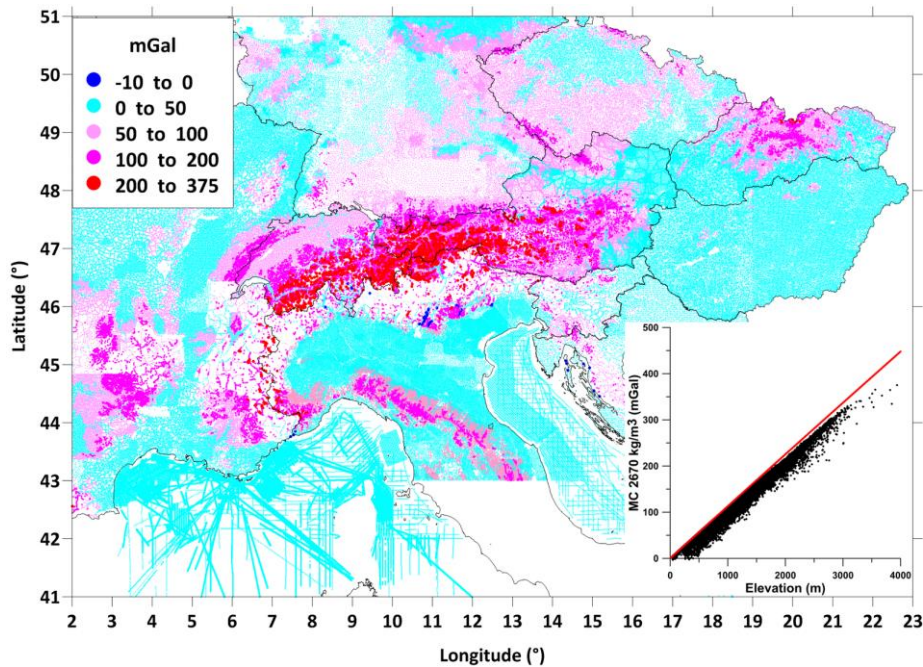 mGal
-10 to 0
0 to 50
50 to 100
100 to 200
200 to 375
51
50
49
48
47
46
45
44
43
42
41
Latitude (°)
2 3 4 5 6 7 8 9 10 11 12 13 14 15 16 17 18 19 20 21 22 23
Longitude (°)
MC 2670 kg/m3 (mGal)
500
400
300
200
100
0
0 1000 2000 3000 4000
Elevation (m)